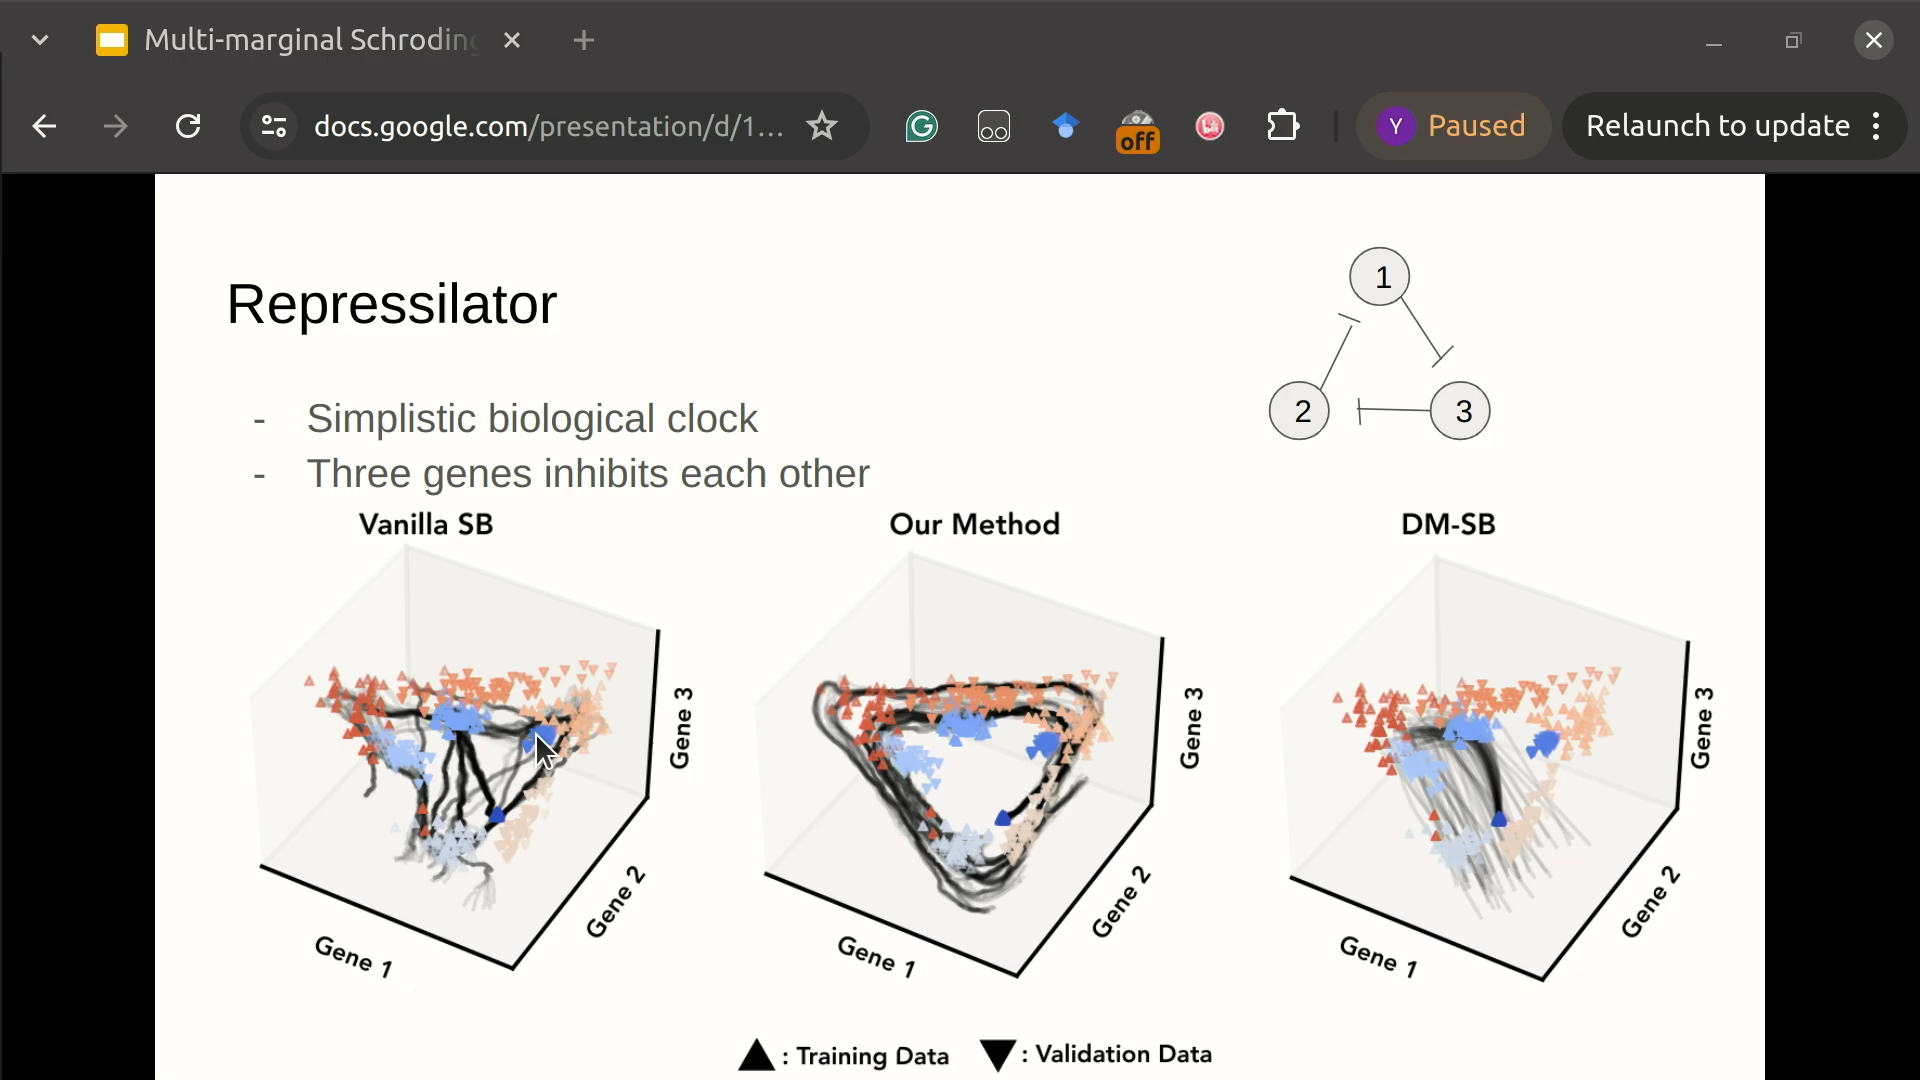 Multi-marginal Schroding
docs.google.com/presentation/d/1...
off
Y
Paused
Relaunch to update
Repressilator
1
2
3
- Simplistic biological clock
- Three genes inhibits each other
Vanilla SB
Our Method
DM-SB
Gene 3
Gene 2
Gene 1
Gene 3
Gene 2
Gene 1
Gene 3
Gene 2
Gene 1
: Training Data
: Validation Data